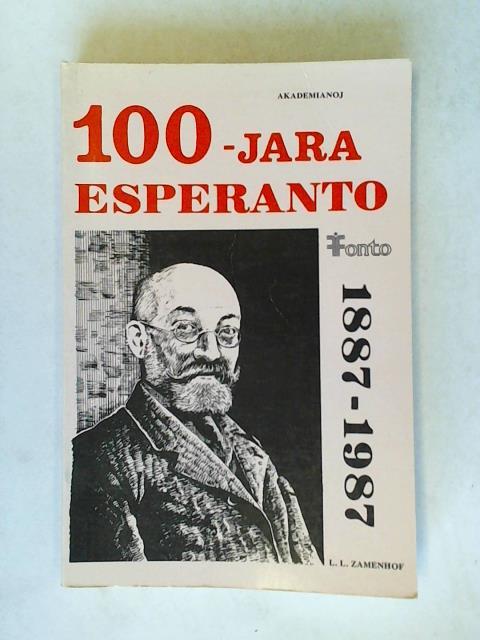 AKADEMIANOJ
100-JARA
ESPERANTO
Fonto
1887-1987
L. L. ZAMENHOF